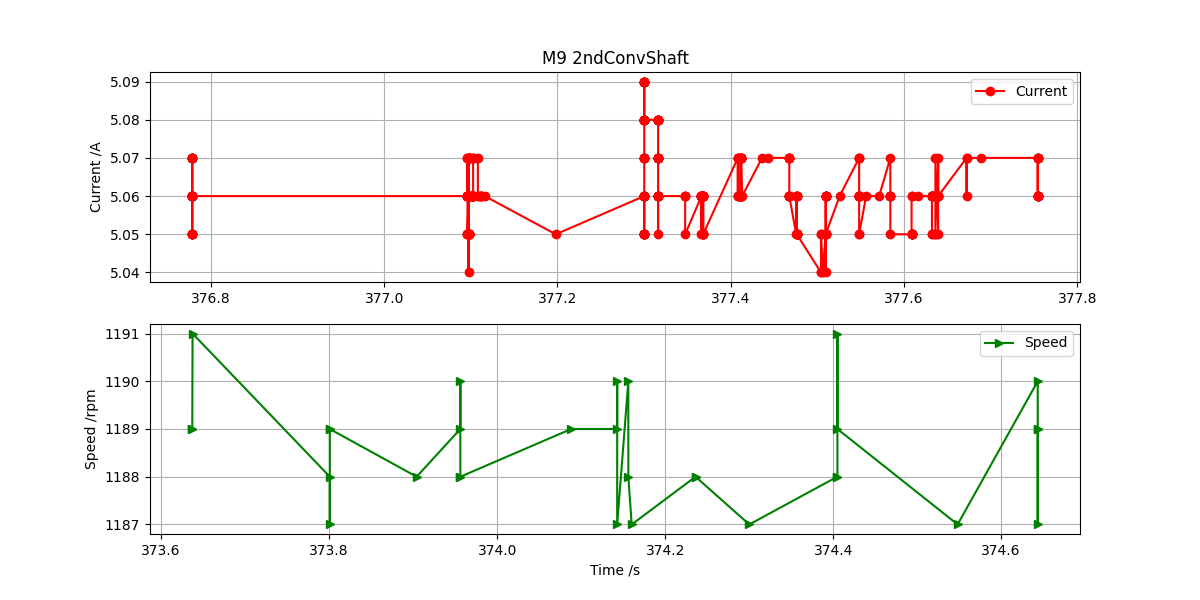 M9 2ndConvShaft
Current /A
5.09
5.08
5.07
5.06
5.05
5.04
Current
376.8 377.0 377.2 377.4 377.6 377.8
Speed /rpm
1191
1190
1189
1188
1187
Speed
373.6 373.8 374.0 374.2 374.4 374.6
Time /s